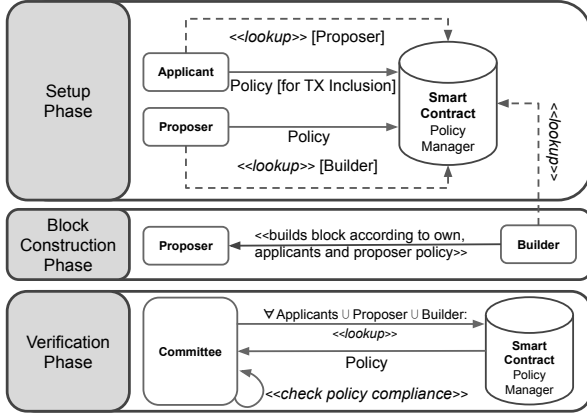 Setup
Phase
<<lookup>> [Proposer]
Applicant
Policy [for TX Inclusion]
Proposer
Policy
<<lookup>> [Builder]
Smart
Contract
Policy
Manager
<<lookup>>
Block
Construction
Phase
Proposer
<<builds block according to own,
applicants and proposer policy>>
Builder
Verification
Phase
Committee
∀ Applicants ∪ Proposer ∪ Builder:
<<lookup>>
Policy
<<check policy compliance>>
Smart
Contract
Policy
Manager